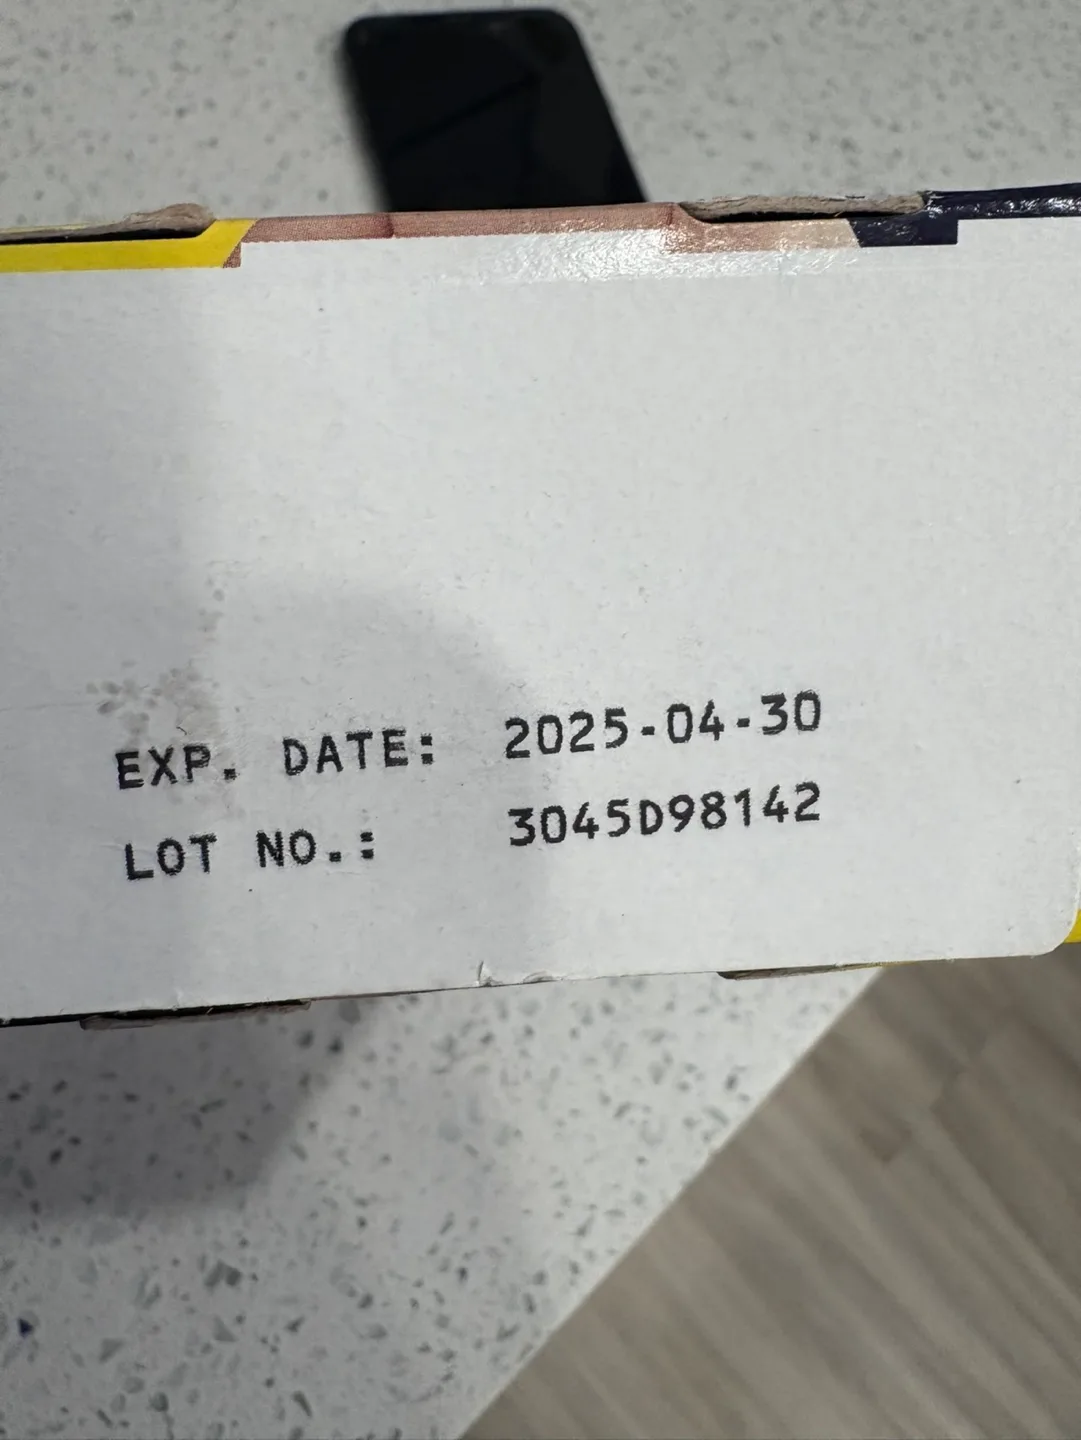 EXP. DATE: 2025-04-30
LOT NO.: 3045D98142